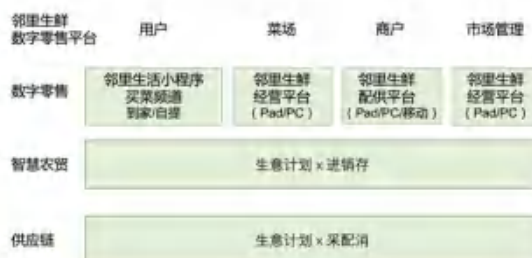 邻里生鲜
数字零售平台
用户
菜场
商户
市场管理
数字零售
邻里生活小程序
买菜频道
到家/自提
邻里生鲜
经营平台
（Pad/PC）
邻里生鲜
配供平台
（Pad/PC/移动）
邻里生鲜
经营平台
（Pad/PC）
智慧农贸
生意计划 x 进销存
供应链
生意计划 x 采配消